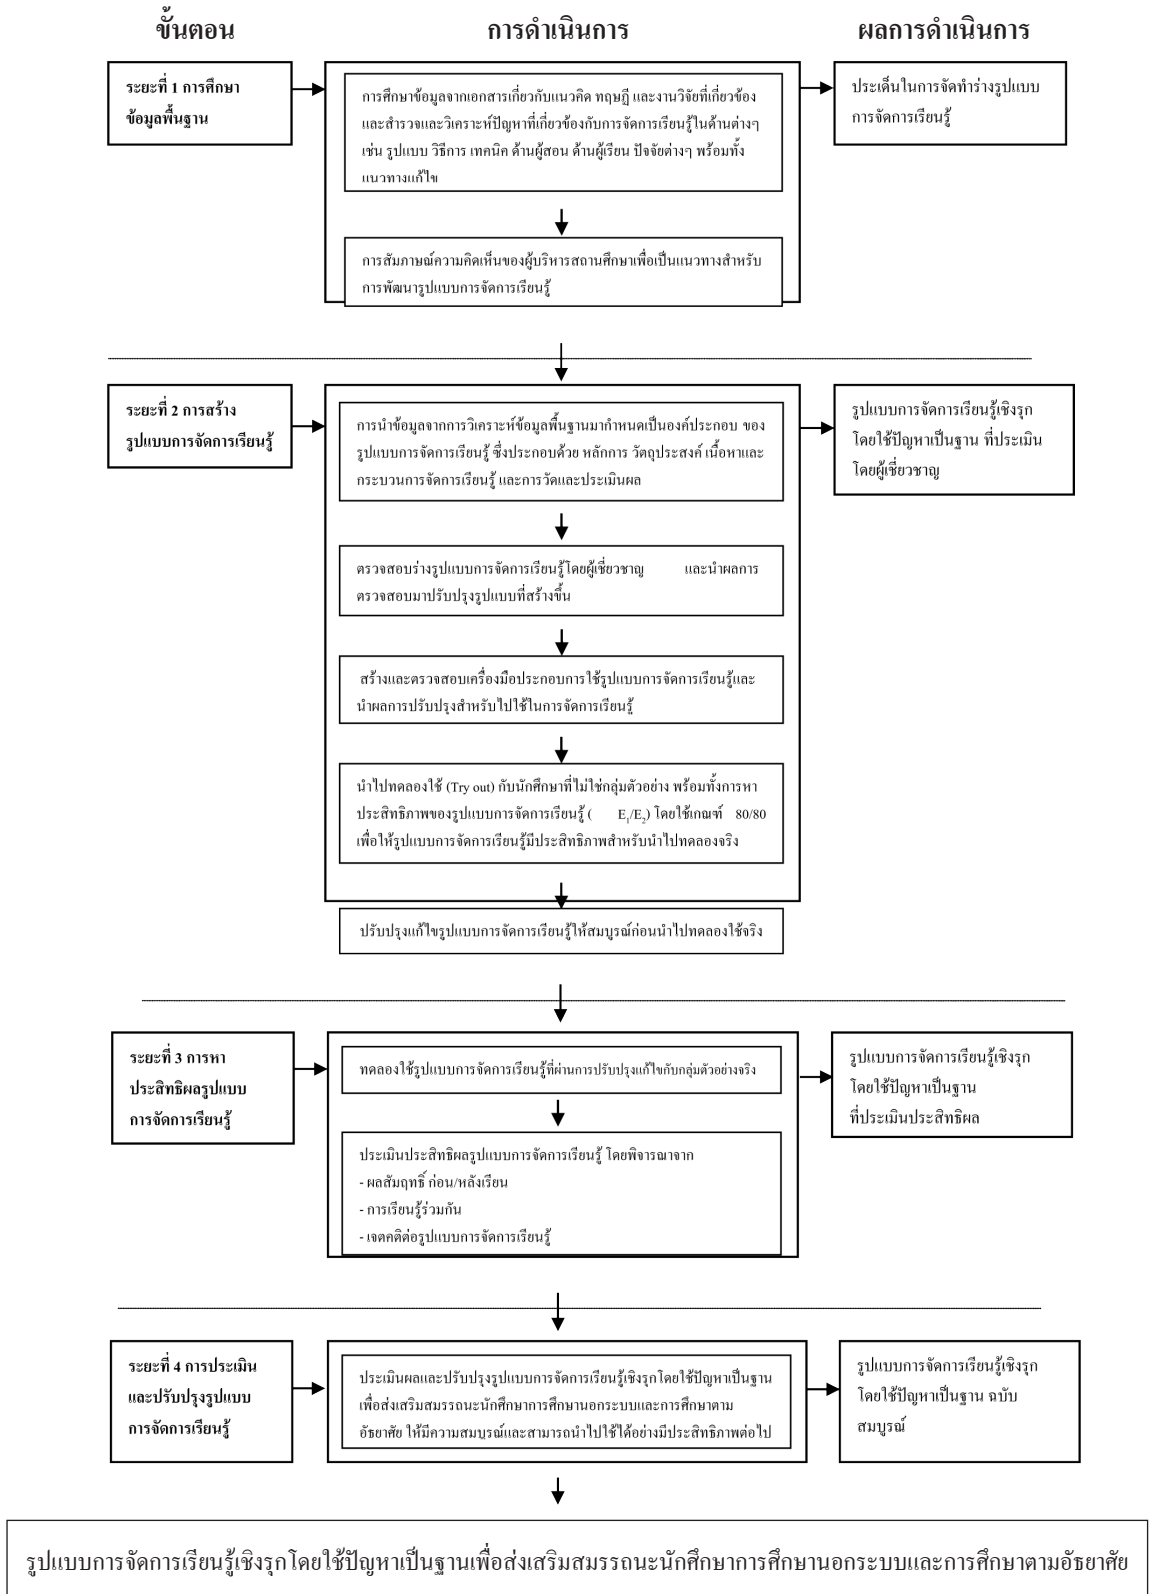 ขั้นตอน
การดำเนินการ
ผลการดำเนินการ
ระยะที่ 1 การศึกษา
ข้อมูลพื้นฐาน
การศึกษาข้อมูลจากเอกสารเกี่ยวกับแนวคิด ทฤษฎี และงานวิจัยที่เกี่ยวข้อง
และสำรวจและวิเคราะห์ปัญหาที่เกี่ยวข้องกับการจัดการเรียนรู้ในด้านต่างๆ
เช่น รูปแบบ วิธีการ เทคนิค ด้านผู้สอน ด้านผู้เรียน ปัจจัยต่างๆ พร้อมทั้ง
แนวทางแก้ไข
การสัมภาษณ์ความคิดเห็นของผู้บริหารสถานศึกษาเพื่อเป็นแนวทางสำหรับ
การพัฒนารูปแบบการจัดการเรียนรู้
ประเด็นในการจัดทำร่างรูปแบบ
การจัดการเรียนรู้
ระยะที่ 2 การสร้าง
รูปแบบการจัดการเรียนรู้
การนำข้อมูลจากการวิเคราะห์ข้อมูลพื้นฐานมากำหนดเป็นองค์ประกอบ ของ
รูปแบบการจัดการเรียนรู้ ซึ่งประกอบด้วย หลักการ วัตถุประสงค์ เนื้อหาและ
กระบวนการจัดการเรียนรู้ และการวัดและประเมินผล
ตรวจสอบร่างรูปแบบการจัดการเรียนรู้โดยผู้เชี่ยวชาญ และนำผลการ
ตรวจสอบมาปรับปรุงรูปแบบที่สร้างขึ้น
สร้างและตรวจสอบเครื่องมือประกอบการใช้รูปแบบการจัดการเรียนรู้และ
นำผลการปรับปรุงสำหรับไปใช้ในการจัดการเรียนรู้
นำไปทดลองใช้ (Try out) กับนักศึกษาที่ไม่ใช่กลุ่มตัวอย่าง พร้อมทั้งการหา
ประสิทธิภาพของรูปแบบการจัดการเรียนรู้ ( E₁/E₂) โดยใช้เกณฑ์ 80/80
เพื่อให้รูปแบบการจัดการเรียนรู้มีประสิทธิภาพสำหรับนำไปทดลองจริง
ปรับปรุงแก้ไขรูปแบบการจัดการเรียนรู้ให้สมบูรณ์ก่อนนำไปทดลองใช้จริง
รูปแบบการจัดการเรียนรู้เชิงรุก
โดยใช้ปัญหาเป็นฐาน ที่ประเมิน
โดยผู้เชี่ยวชาญ
ระยะที่ 3 การหา
ประสิทธิผลรูปแบบ
การจัดการเรียนรู้
ทดลองใช้รูปแบบการจัดการเรียนรู้ที่ผ่านการปรับปรุงแก้ไขกับกลุ่มตัวอย่างจริง
ประเมินประสิทธิผลรูปแบบการจัดการเรียนรู้ โดยพิจารณาจาก
- ผลสัมฤทธิ์ ก่อน/หลังเรียน
- การเรียนรู้ร่วมกัน
- เจตคติต่อรูปแบบการจัดการเรียนรู้
รูปแบบการจัดการเรียนรู้เชิงรุก
โดยใช้ปัญหาเป็นฐาน
ที่ประเมินประสิทธิผล
ระยะที่ 4 การประเมิน
และปรับปรุงรูปแบบ
การจัดการเรียนรู้
ประเมินผลและปรับปรุงรูปแบบการจัดการเรียนรู้เชิงรุกโดยใช้ปัญหาเป็นฐาน
เพื่อส่งเสริมสมรรถนะนักศึกษาการศึกษานอกระบบและการศึกษาตาม
อัธยาศัย ให้มีความสมบูรณ์และสามารถนำไปใช้ได้อย่างมีประสิทธิภาพต่อไป
รูปแบบการจัดการเรียนรู้เชิงรุก
โดยใช้ปัญหาเป็นฐาน ฉบับ
สมบูรณ์
รูปแบบการจัดการเรียนรู้เชิงรุกโดยใช้ปัญหาเป็นฐานเพื่อส่งเสริมสมรรถนะนักศึกษาการศึกษานอกระบบและการศึกษาตามอัธยาศัย